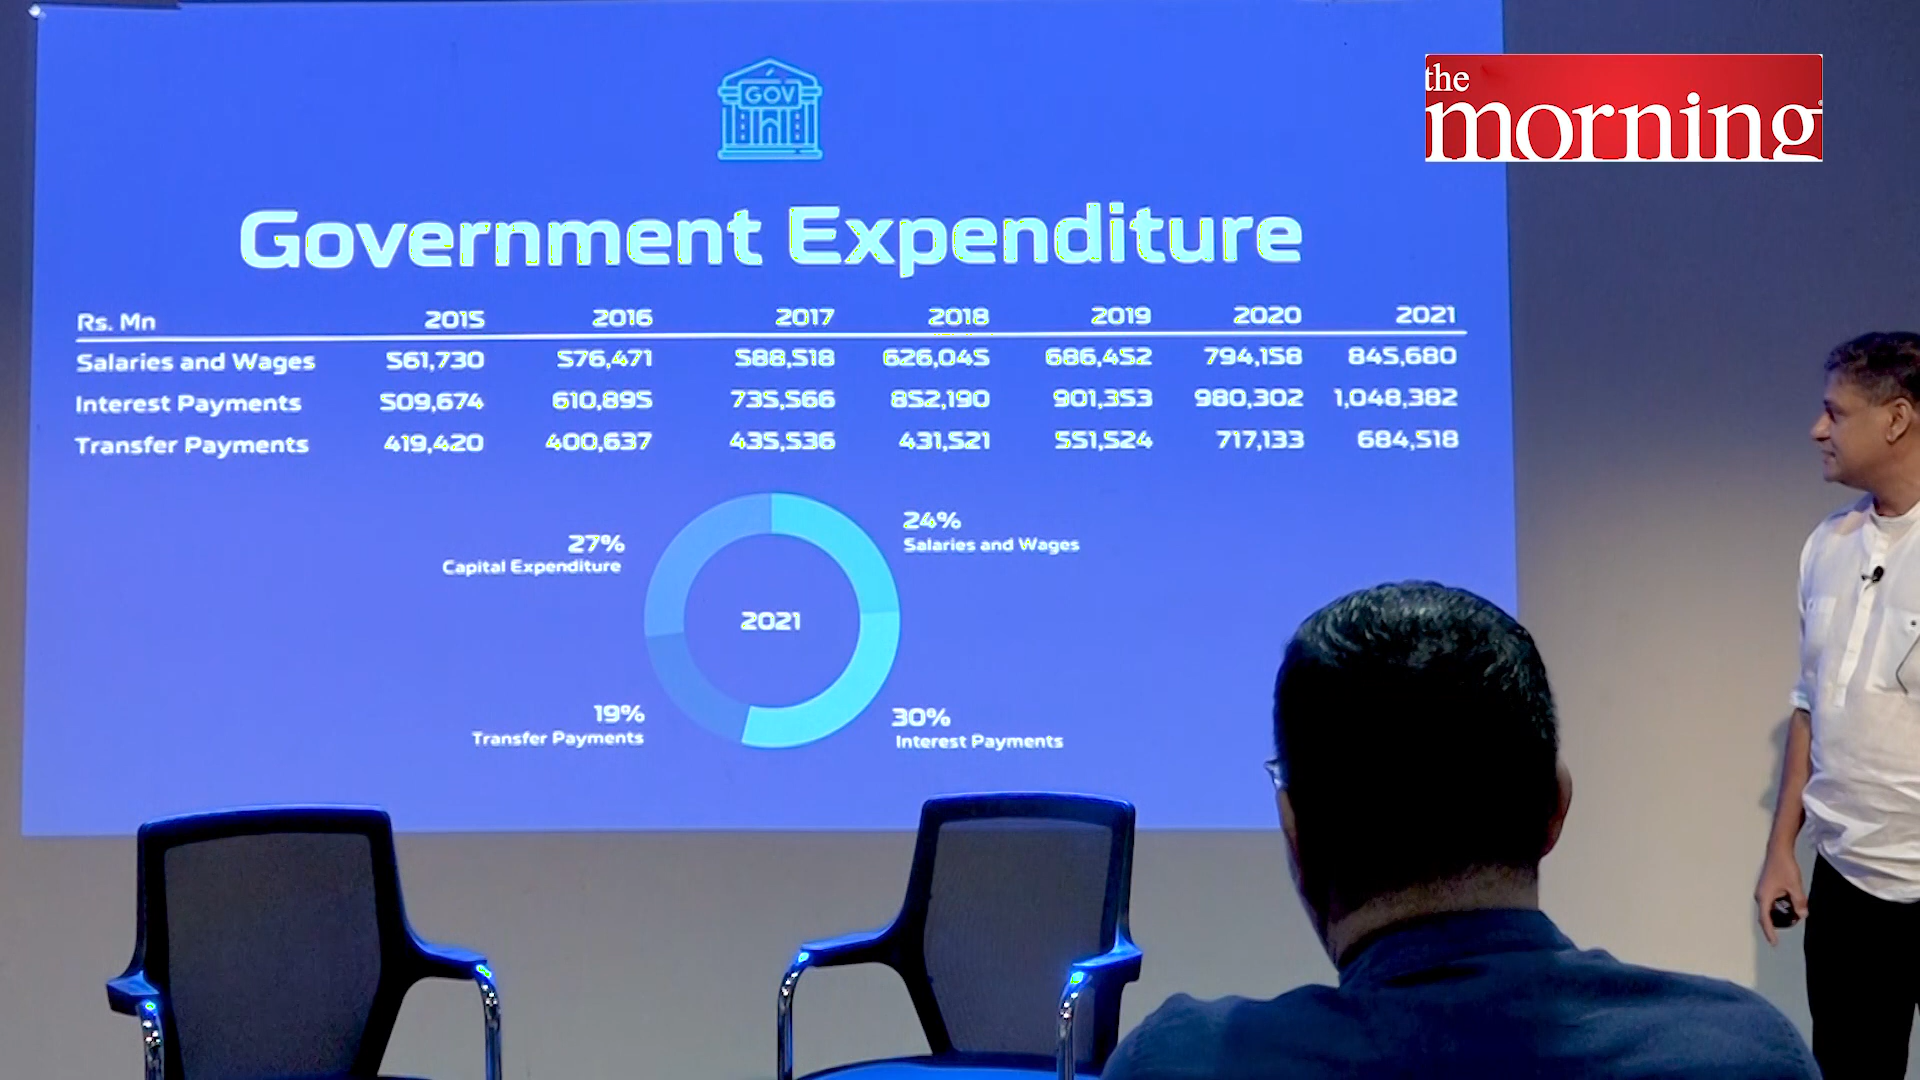 the
morning
GOV
Government Expenditure
Rs. Mn 2015 2016 2017 2018 2019 2020 2021
Salaries and Wages 561,730 576,471 588,518 626,045 686,452 794,158 845,680
Interest Payments 509,674 610,895 735,566 852,190 901,353 980,302 1,048,382
Transfer Payments 419,420 400,637 435,536 431,521 551,524 717,133 684,518
27%
Capital Expenditure
24%
Salaries and Wages
2021
19%
Transfer Payments
30%
Interest Payments